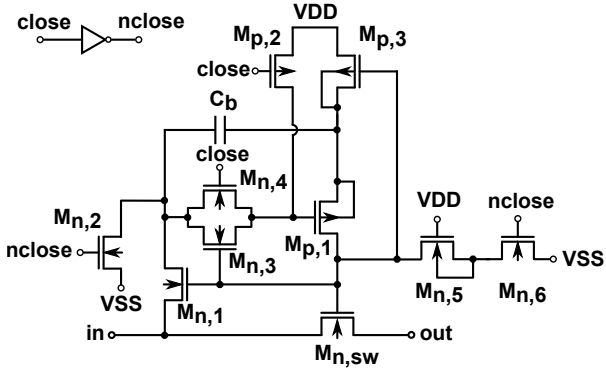 close nclose
VDD
Mp,2 Mp,3
close
Cb
close
Mn,4
Mn,2
VDD nclose
nclose
Mp,1
Mn,3
VSS
VSS
Mn,1
Mn,5 Mn,6
in out
Mn,sw